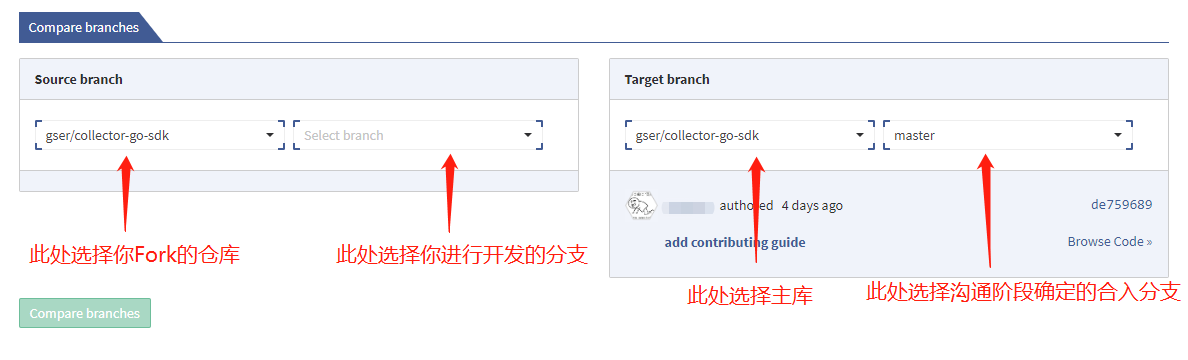 Compare branches
Source branch
gser/collector-go-sdk
Select branch
此处选择你Fork的仓库
此处选择你进行开发的分支
Target branch
gser/collector-go-sdk
master
authored 4 days ago
de759689
add contributing guide
Browse Code »
此处选择主库
此处选择沟通阶段确定的合入分支
Compare branches